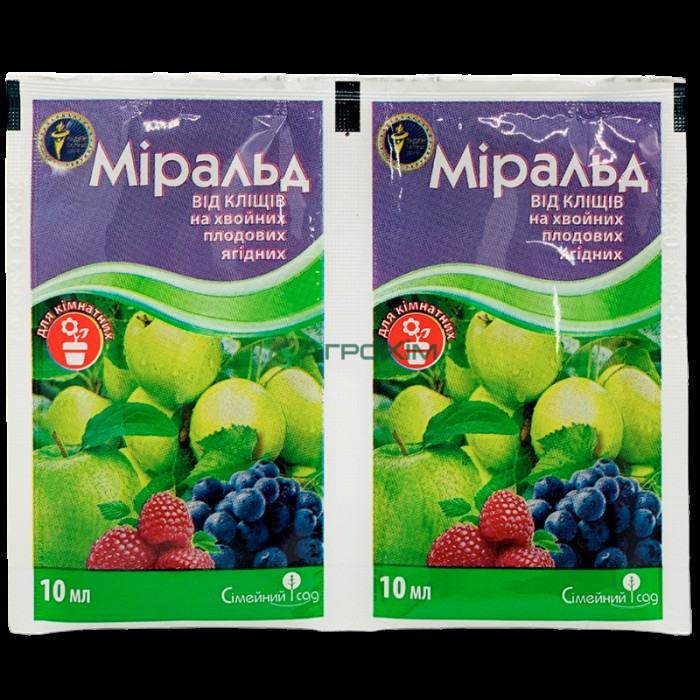 Міральд
ВІД КЛІЩІВ
на хвойних
плодових
ягідних
для кімнатних
10 мл
Сімейний сад
Міральд
ВІД КЛІЩІВ
на хвойних
плодових
ягідних
для кімнатних
10 мл
Сімейний сад
АГРОХІМ